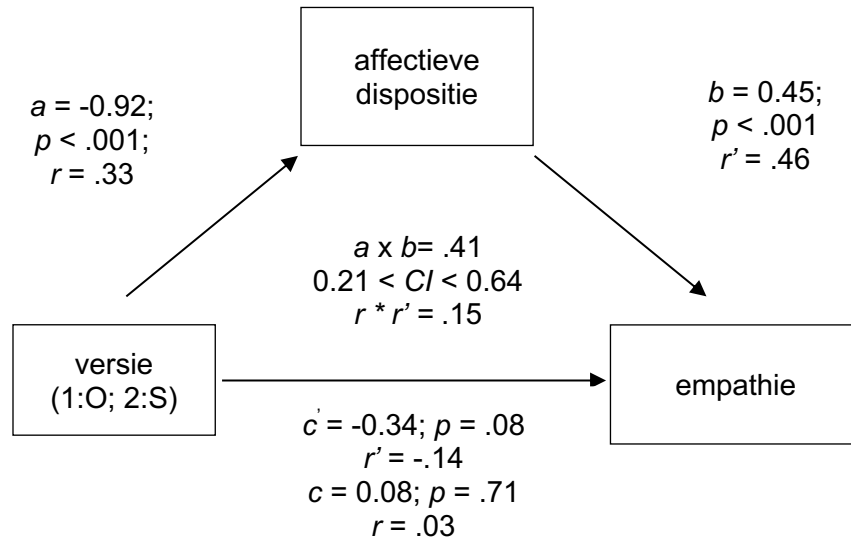 affectieve
dispositie
a = -0.92;
p < .001;
r = .33
b = 0.45;
p < .001
r’ = .46
a x b= .41
0.21 < CI < 0.64
r * r’ = .15
versie
(1:O; 2:S)
empathie
c’ = -0.34; p = .08
r’ = -.14
c = 0.08; p = .71
r = .03